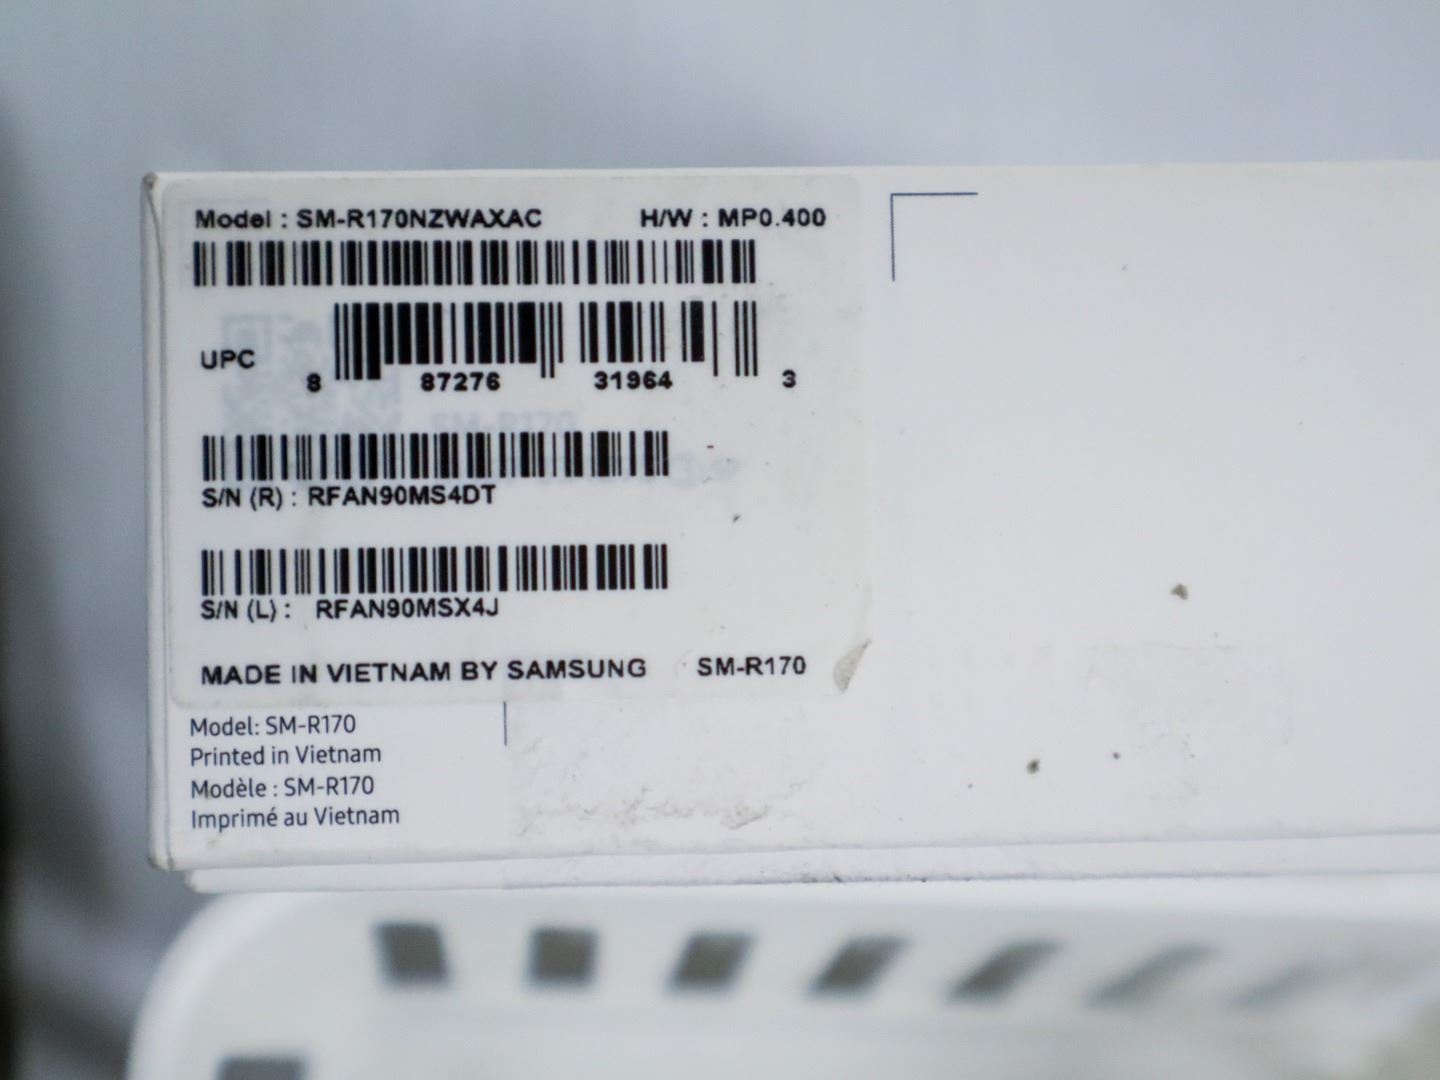 Model : SM-R170NZWAXAC H/W : MP0.400
UPC
8 87276 31964 3
S/N (R) : RFAN90MS4DT
S/N (L) : RFAN90MSX4J
MADE IN VIETNAM BY SAMSUNG SM-R170
Model: SM-R170
Printed in Vietnam
Modèle : SM-R170
Imprimé au Vietnam